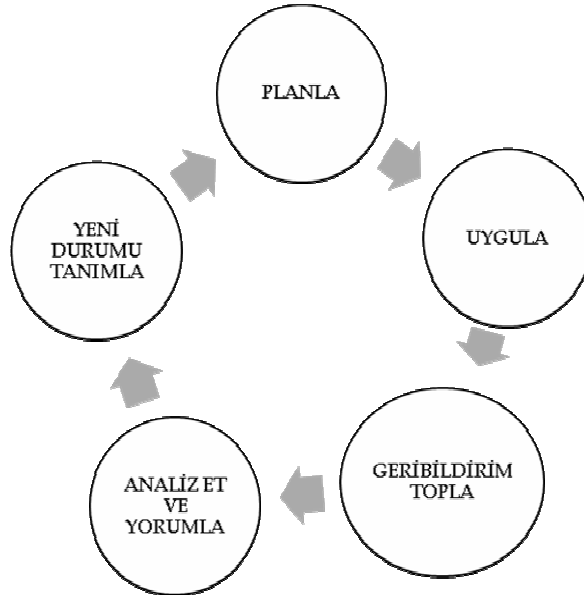 PLANLA
UYGULA
GERİBİLDİRİM
TOPLA
ANALİZ ET
VE
YORUMLA
YENİ
DURUMU
TANIMLA